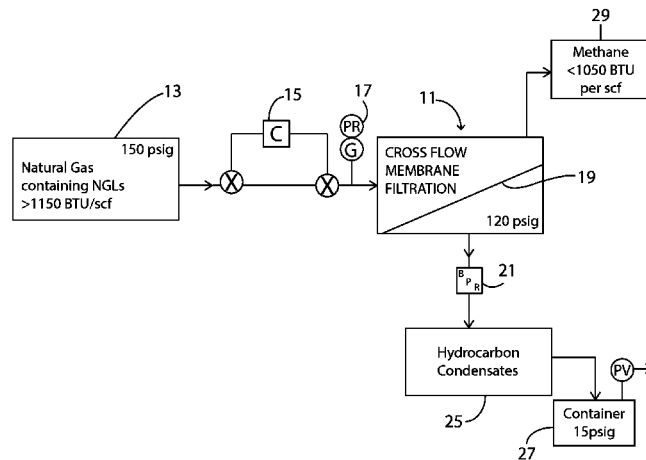 29
Methane
<1050 BTU
per scf
13
15
17
11
150 psig
Natural Gas
containing NGLs
>1150 BTU/scf
C
X
X
PR
G
CROSS FLOW
MEMBRANE
FILTRATION
120 psig
19
B
P
R
21
Hydrocarbon
Condensates
25
PV
Container
15psig
27